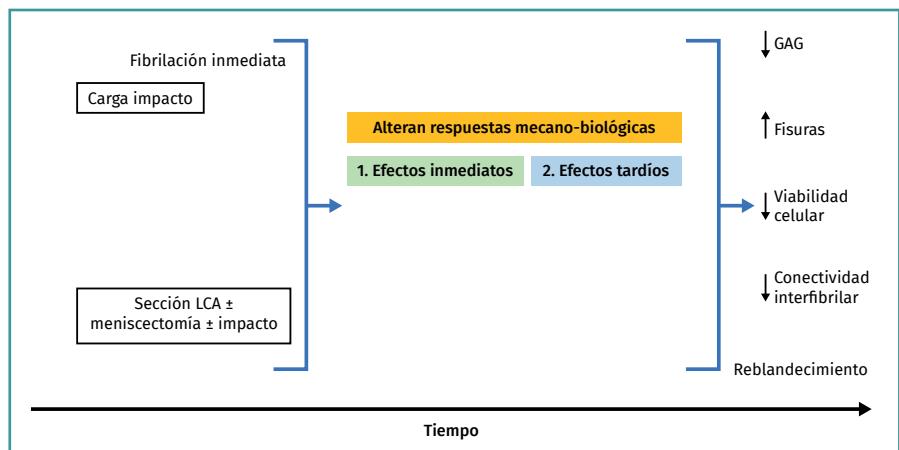 Fibrilación inmediata
Carga impacto
Sección LCA ±
meniscectomía ± impacto
Alteran respuestas mecano-biológicas
1. Efectos inmediatos
2. Efectos tardíos
↓ GAG
↑ Fisuras
↓ Viabilidad
celular
↓ Conectividad
interfibrilar
Reblandecimiento
Tiempo